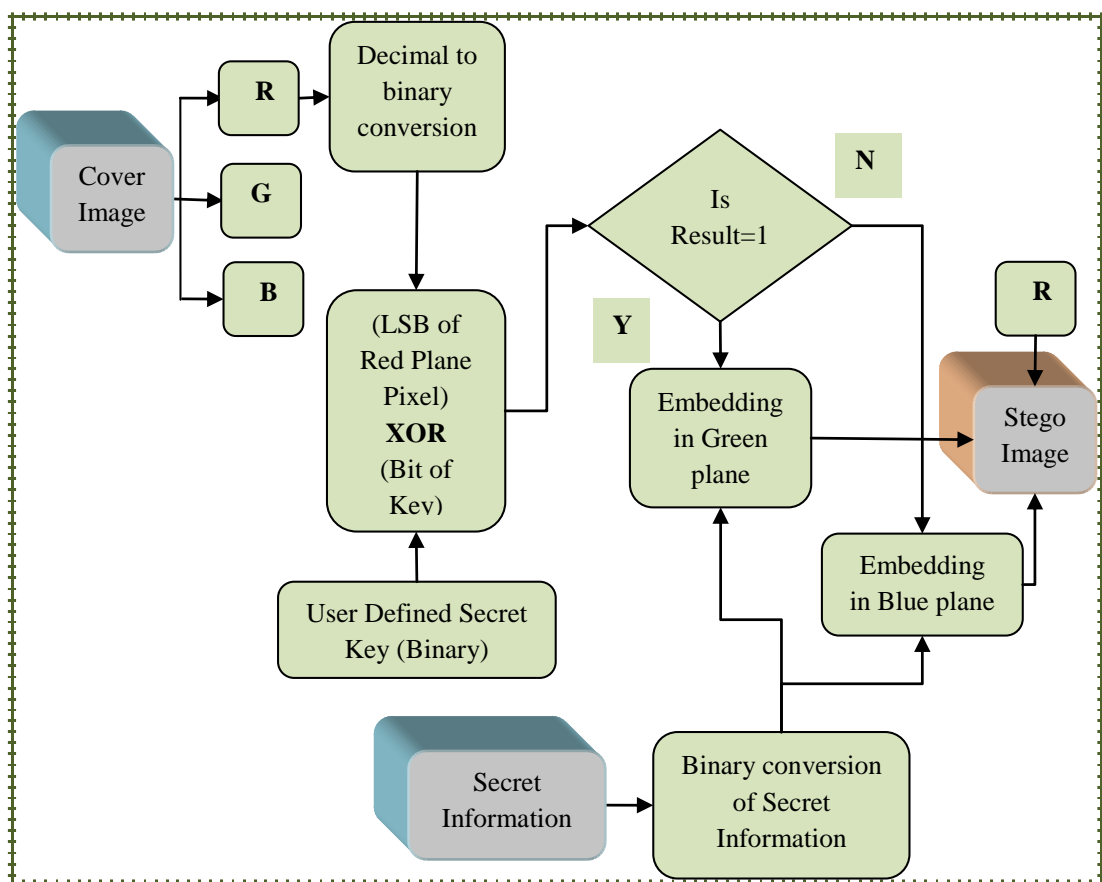 Decimal to
binary
conversion
R
G
B
Cover
Image
(LSB of
Red Plane
Pixel)
XOR
(Bit of
Key)
User Defined Secret
Key (Binary)
Is
Result=1
N
Y
Embedding
in Green
plane
Embedding
in Blue plane
R
Stego
Image
Secret
Information
Binary conversion
of Secret
Information